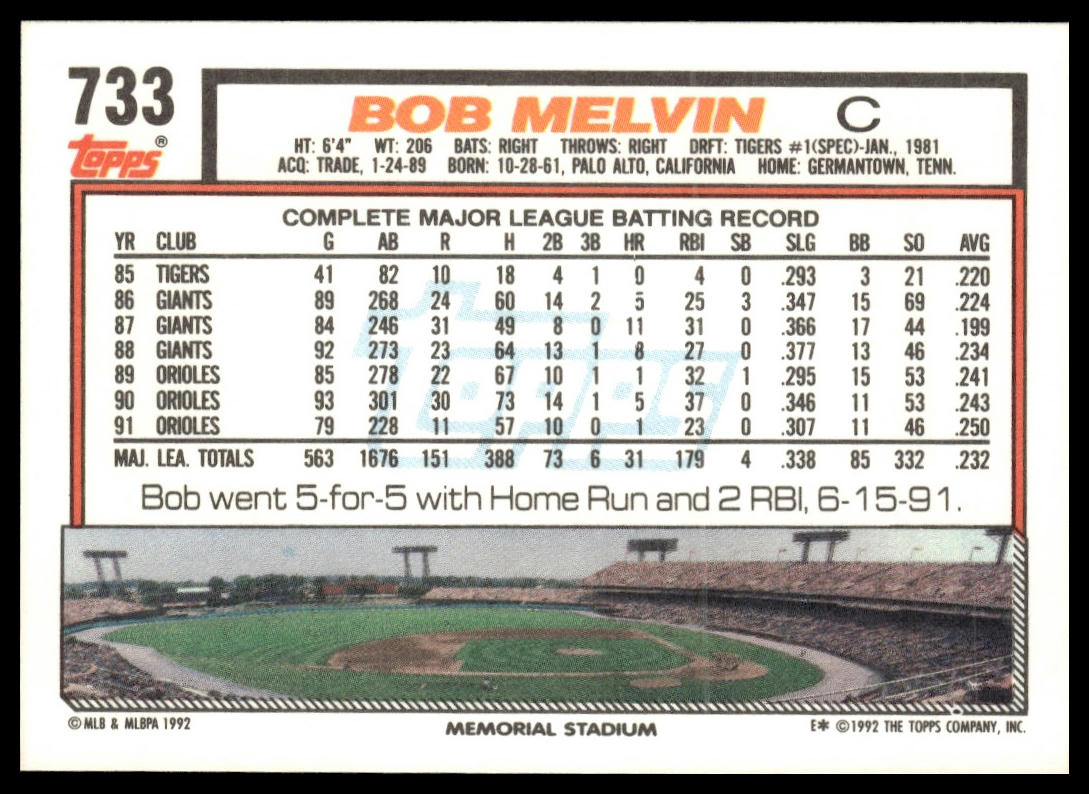 733
Topps®
BOB MELVIN C
HT: 6'4" WT: 206 BATS: RIGHT THROWS: RIGHT DRFT: TIGERS #1(SPEC)-JAN., 1981
ACQ: TRADE, 1-24-89 BORN: 10-28-61, PALO ALTO, CALIFORNIA HOME: GERMANTOWN, TENN.
COMPLETE MAJOR LEAGUE BATTING RECORD
YR CLUB G AB R H 2B 3B HR RBI SB SLG BB SO AVG
85 TIGERS 41 82 10 18 4 1 0 4 0 .293 3 21 .220
86 GIANTS 89 268 24 60 14 2 5 25 3 .347 15 69 .224
87 GIANTS 84 246 31 49 8 0 11 31 0 .366 17 44 .199
88 GIANTS 92 273 23 64 13 1 8 27 0 .377 13 46 .234
89 ORIOLES 85 278 22 67 10 1 1 32 1 .295 15 53 .241
90 ORIOLES 93 301 30 73 14 1 5 37 0 .346 11 53 .243
91 ORIOLES 79 228 11 57 10 0 1 23 0 .307 11 46 .250
MAJ. LEA. TOTALS 563 1676 151 388 73 6 31 179 4 .338 85 332 .232
Topps
Bob went 5-for-5 with Home Run and 2 RBI, 6-15-91.
© MLB & MLBPA 1992
MEMORIAL STADIUM
E* © 1992 THE TOPPS COMPANY, INC.